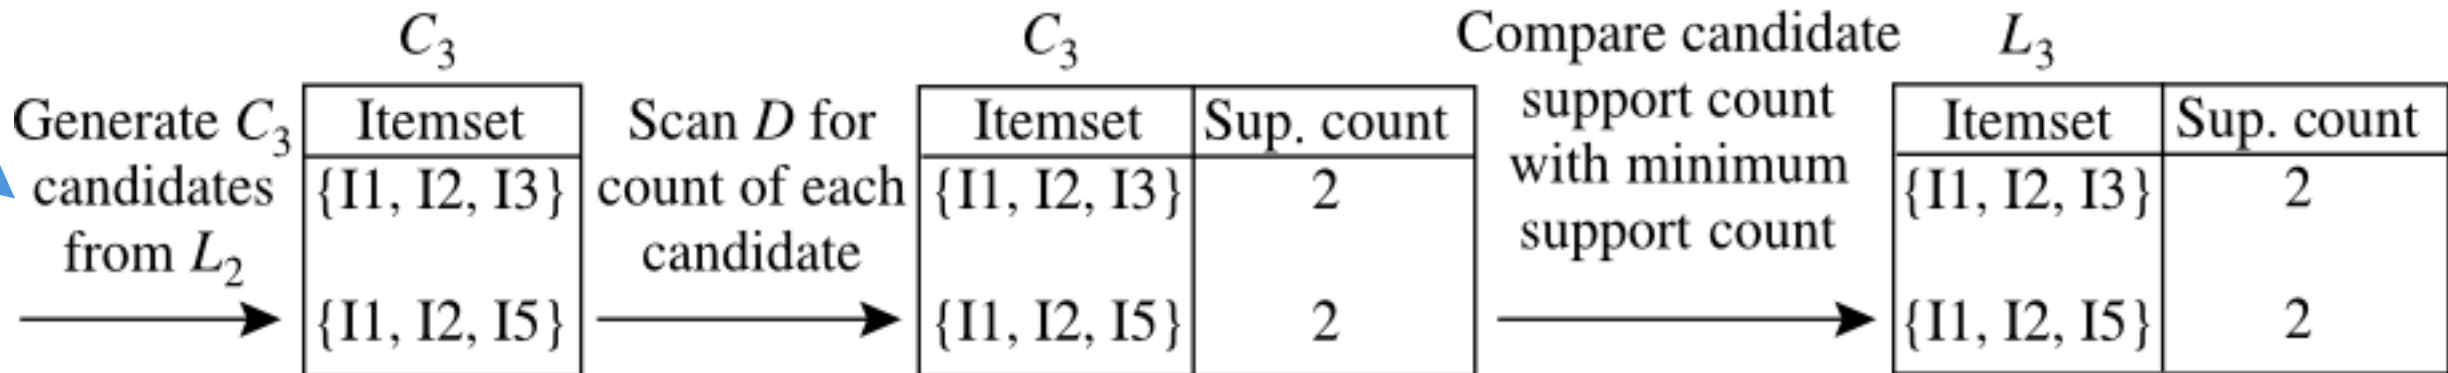 C₃
Generate C₃
candidates
from L₂
Itemset
{I1, I2, I3}
{I1, I2, I5}
Scan D for
count of each
candidate
C₃
Itemset Sup. count
{I1, I2, I3} 2
{I1, I2, I5} 2
Compare candidate
support count
with minimum
support count
L₃
Itemset Sup. count
{I1, I2, I3} 2
{I1, I2, I5} 2